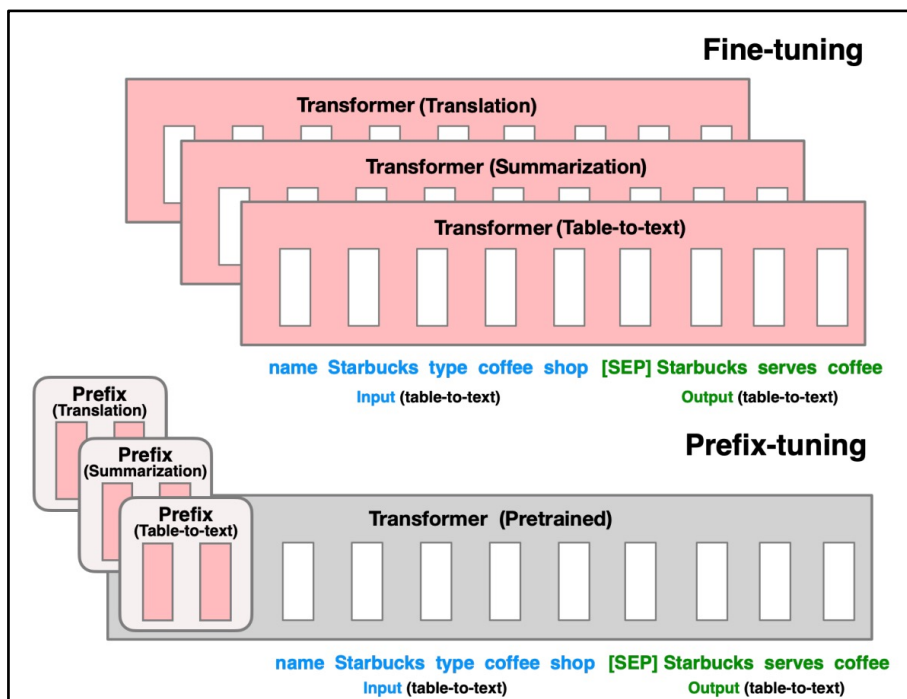 Fine-tuning
Transformer (Translation)
Transformer (Summarization)
Transformer (Table-to-text)
name Starbucks type coffee shop [SEP] Starbucks serves coffee
Input (table-to-text) Output (table-to-text)
Prefix-tuning
Prefix
(Translation)
Prefix
(Summarization)
Prefix
(Table-to-text)
Transformer (Pretrained)
name Starbucks type coffee shop [SEP] Starbucks serves coffee
Input (table-to-text) Output (table-to-text)